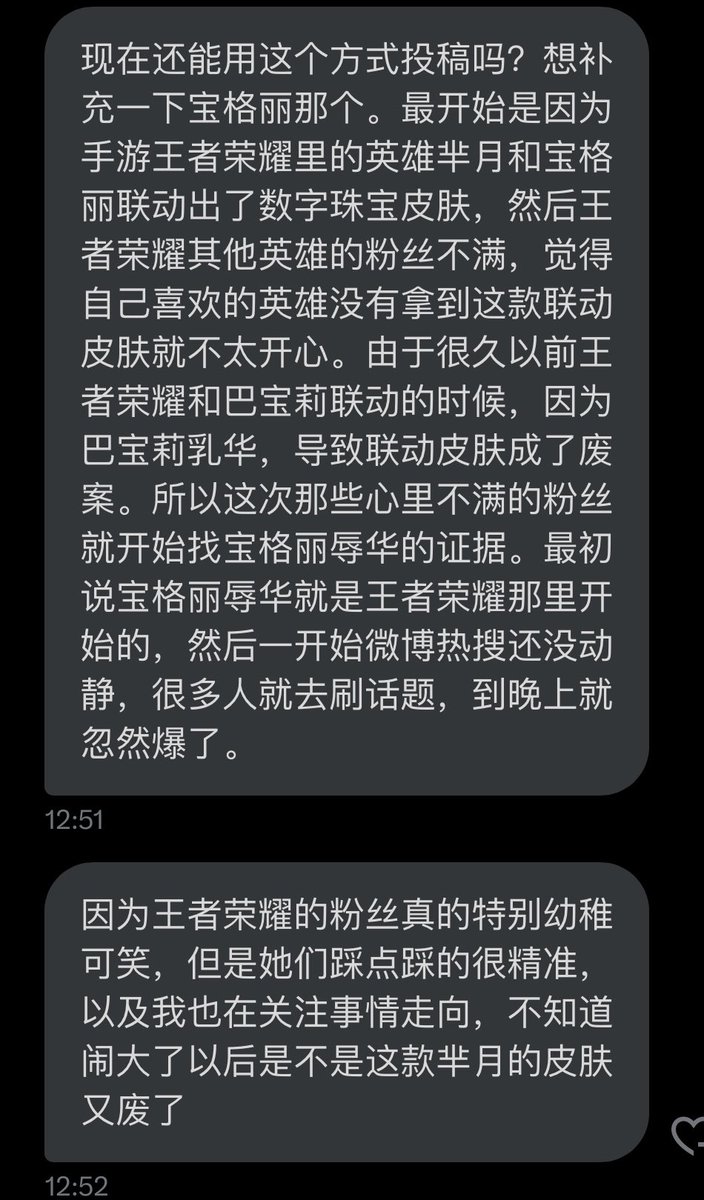 现在还能用这个方式投稿吗？想补
充一下宝格丽那个。最开始是因为
手游王者荣耀里的英雄芈月和宝格
丽联动出了数字珠宝皮肤，然后王
者荣耀其他英雄的粉丝不满，觉得
自己喜欢的英雄没有拿到这款联动
皮肤就不太开心。由于很久以前王
者荣耀和巴宝莉联动的时候，因为
巴宝莉乳华，导致联动皮肤成了废
案。所以这次那些心里不满的粉丝
就开始找宝格丽辱华的证据。最初
说宝格丽辱华就是王者荣耀那里开
始的，然后一开始微博热搜还没动
静，很多人就去刷话题，到晚上就
忽然爆了。
12:51
因为王者荣耀的粉丝真的特别幼稚
可笑，但是她们踩点踩的很精准，
以及我也在关注事情走向，不知道
闹大了以后是不是这款芈月的皮肤
又废了
12:52